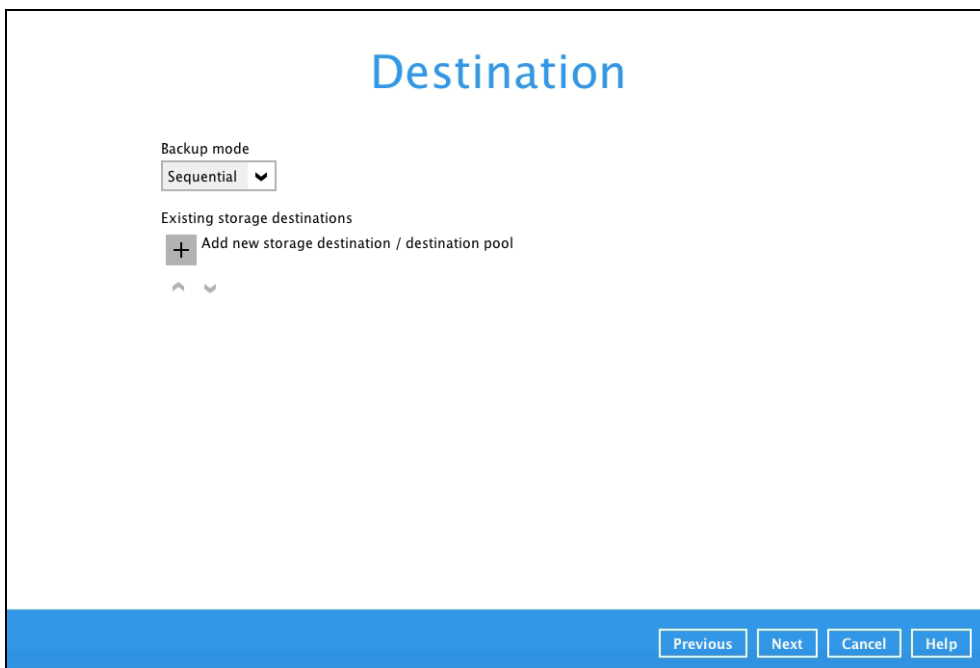 Destination
Backup mode
Sequential
Existing storage destinations
Add new storage destination / destination pool
Previous Next Cancel Help